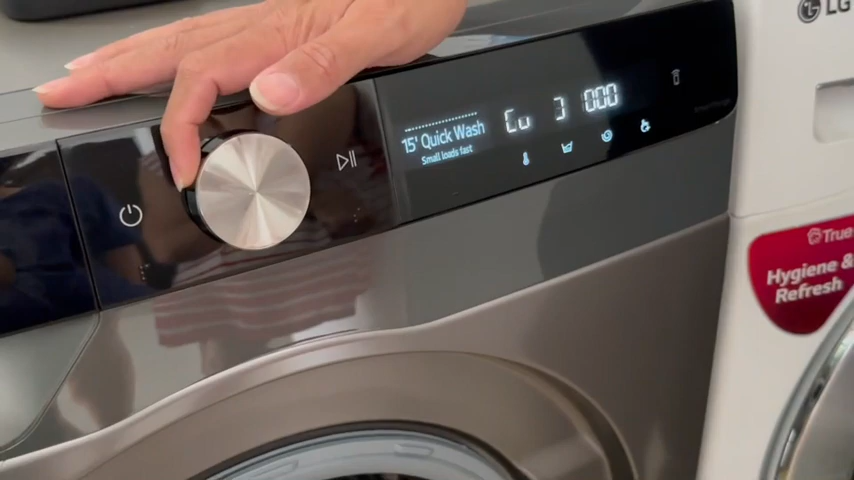 LG
15' Quick Wash
Small loads fast
Cu 3 000
True
Hygiene &
Refresh